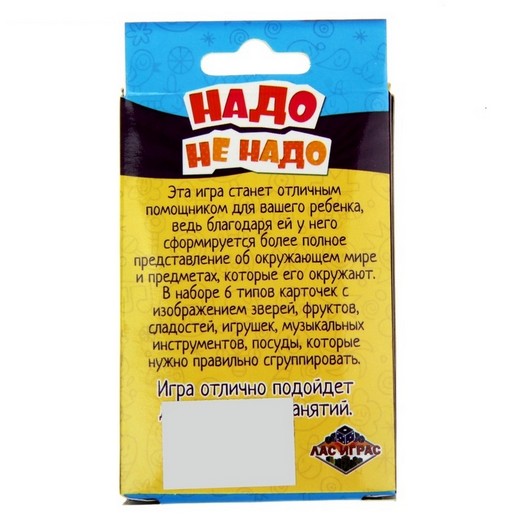 НАДО
НЕ НАДО
Эта игра станет отличным
помощником для вашего ребенка,
ведь благодаря ей у него
сформируется более полное
представление об окружающем мире
и предметах, которые его окружают.
В наборе 6 типов карточек с
изображением зверей, фруктов,
сладостей, игрушек, музыкальных
инструментов, посуды, которые
нужно правильно сгруппировать.
Игра отлично подойдет
ЛАС ИГРАС